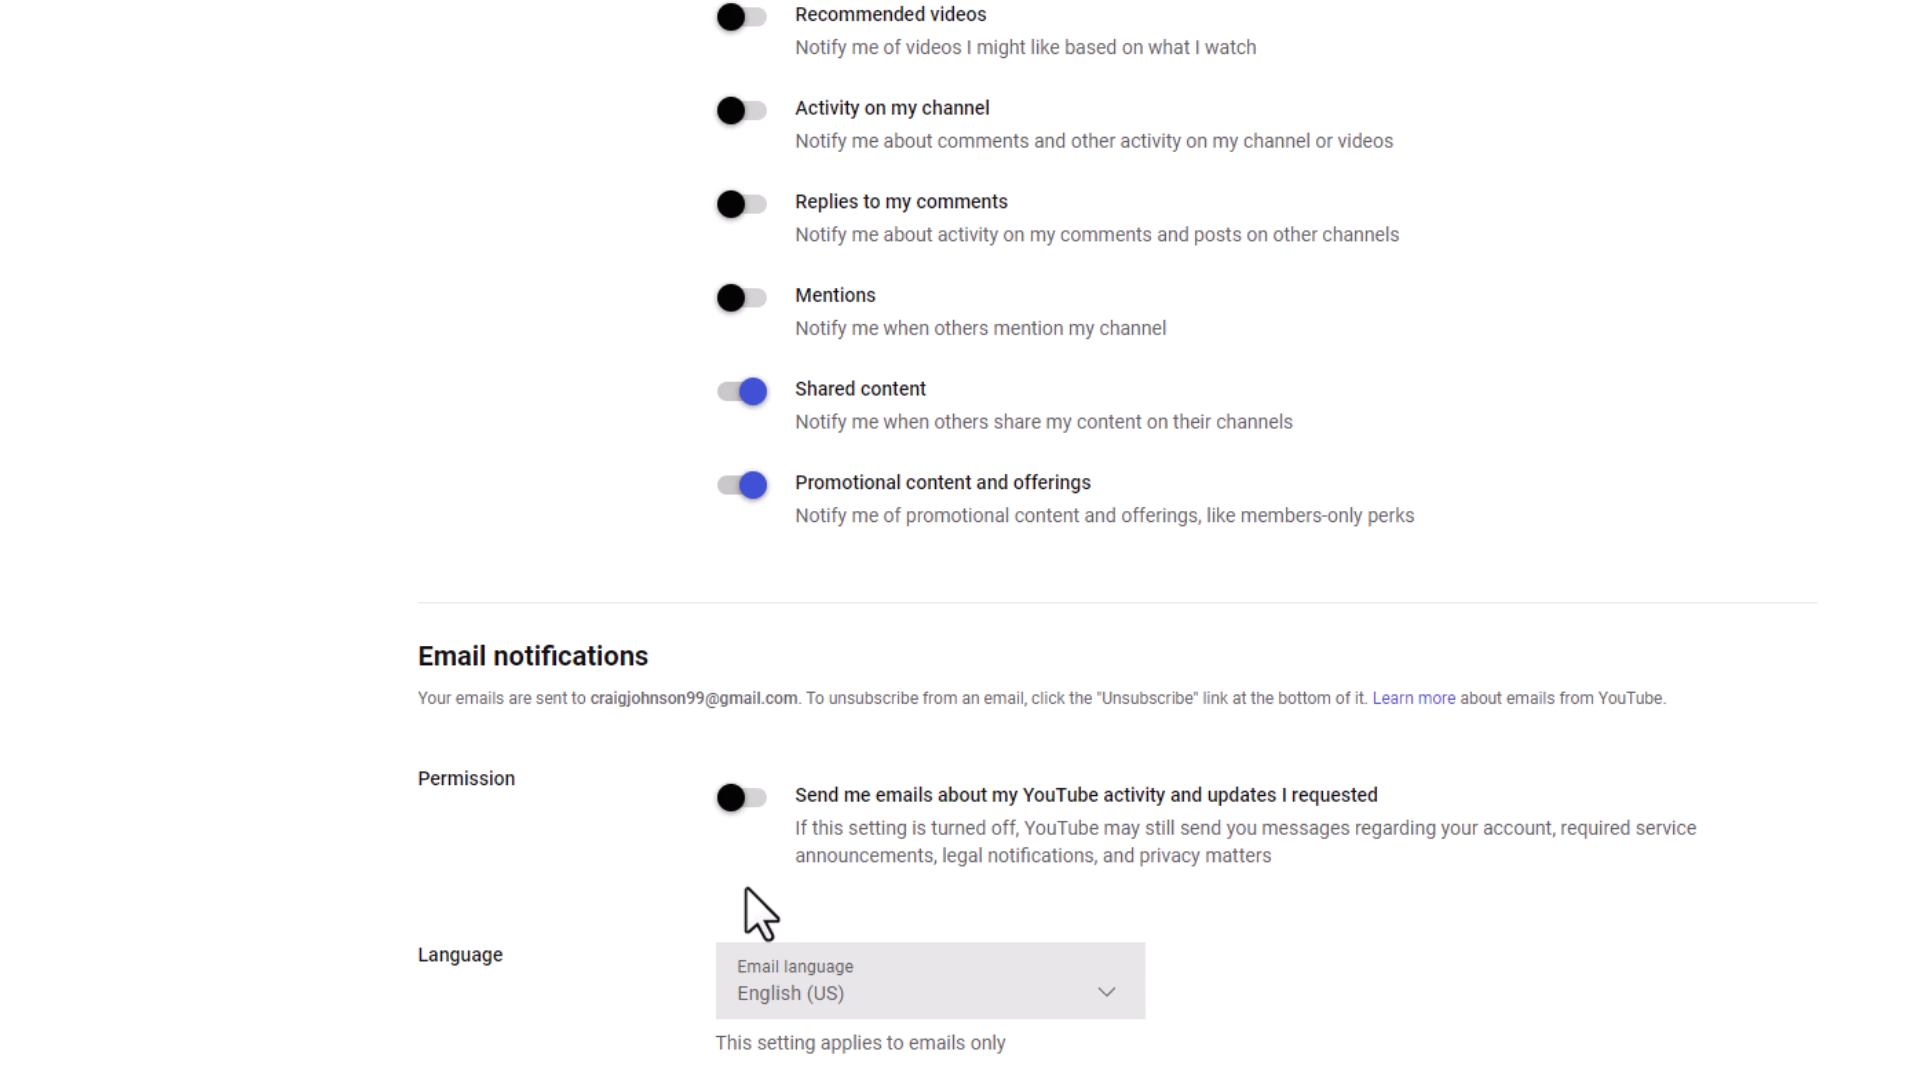 Recommended videos
Notify me of videos I might like based on what I watch
Activity on my channel
Notify me about comments and other activity on my channel or videos
Replies to my comments
Notify me about activity on my comments and posts on other channels
Mentions
Notify me when others mention my channel
Shared content
Notify me when others share my content on their channels
Promotional content and offerings
Notify me of promotional content and offerings, like members-only perks
Email notifications
Your emails are sent to craigjohnson99@gmail.com. To unsubscribe from an email, click the "Unsubscribe" link at the bottom of it. Learn more about emails from YouTube.
Permission
Send me emails about my YouTube activity and updates I requested
If this setting is turned off, YouTube may still send you messages regarding your account, required service
announcements, legal notifications, and privacy matters
Language
Email language
English (US)
This setting applies to emails only